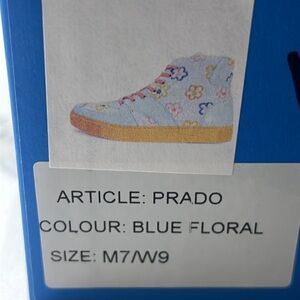 ARTICLE: PRADO
COLOUR: BLUE FLORAL
SIZE: M7/W9